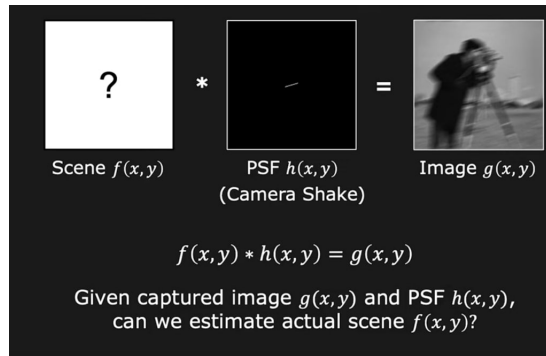 ? * =
Scene f(x,y) PSF h(x,y) Image g(x,y)
(Camera Shake)
f(x,y) * h(x,y) = g(x,y)
Given captured image g(x,y) and PSF h(x,y),
can we estimate actual scene f(x,y)?